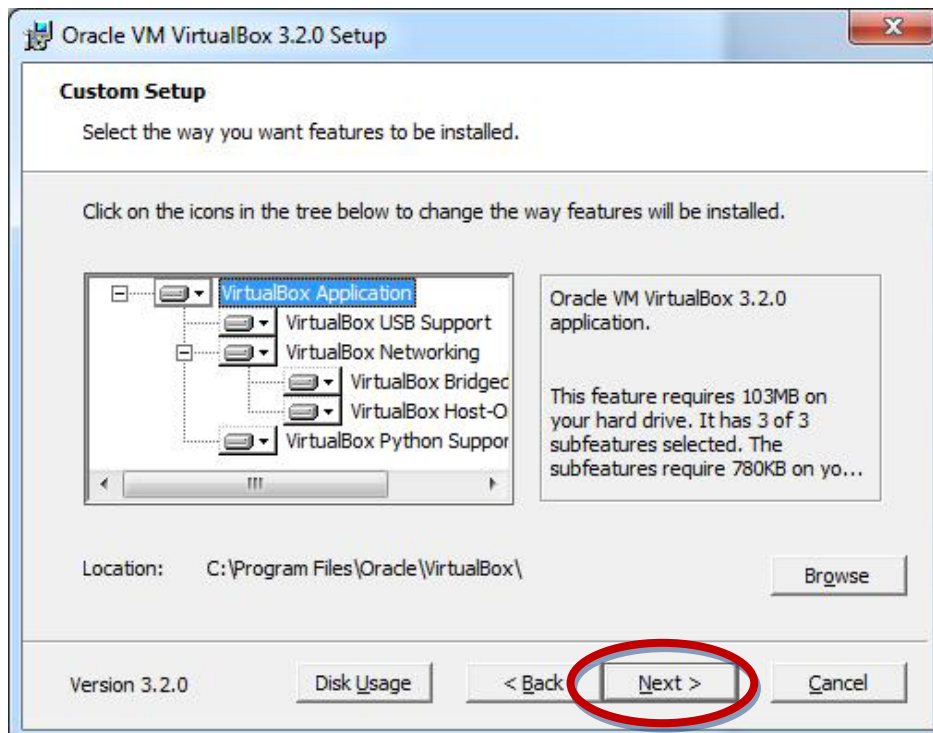 Oracle VM VirtualBox 3.2.0 Setup
Custom Setup
Select the way you want features to be installed.
Click on the icons in the tree below to change the way features will be installed.
VirtualBox Application
VirtualBox USB Support
VirtualBox Networking
VirtualBox Bridged
VirtualBox Host-O
VirtualBox Python Suppor
Oracle VM VirtualBox 3.2.0
application.
This feature requires 103MB on
your hard drive. It has 3 of 3
subfeatures selected. The
subfeatures require 780KB on yo...
Location: C:\Program Files\Oracle\VirtualBox\
Browse
Version 3.2.0 Disk Usage < Back Next > Cancel